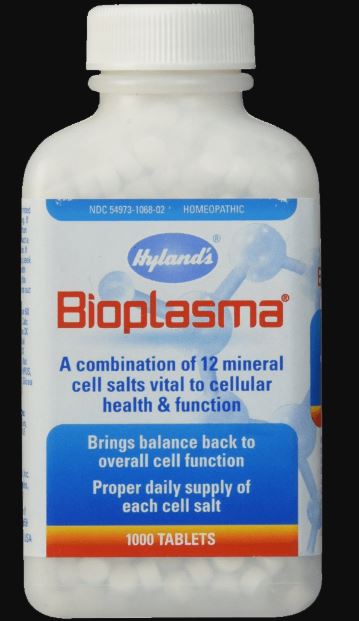 NDC 54973-1068-02 HOMEOPATHIC
Hyland's®
Bioplasma®
A combination of 12 mineral
cell salts vital to cellular
health & function
Brings balance back to
overall cell function
Proper daily supply of
each cell salt
1000 TABLETS
USA